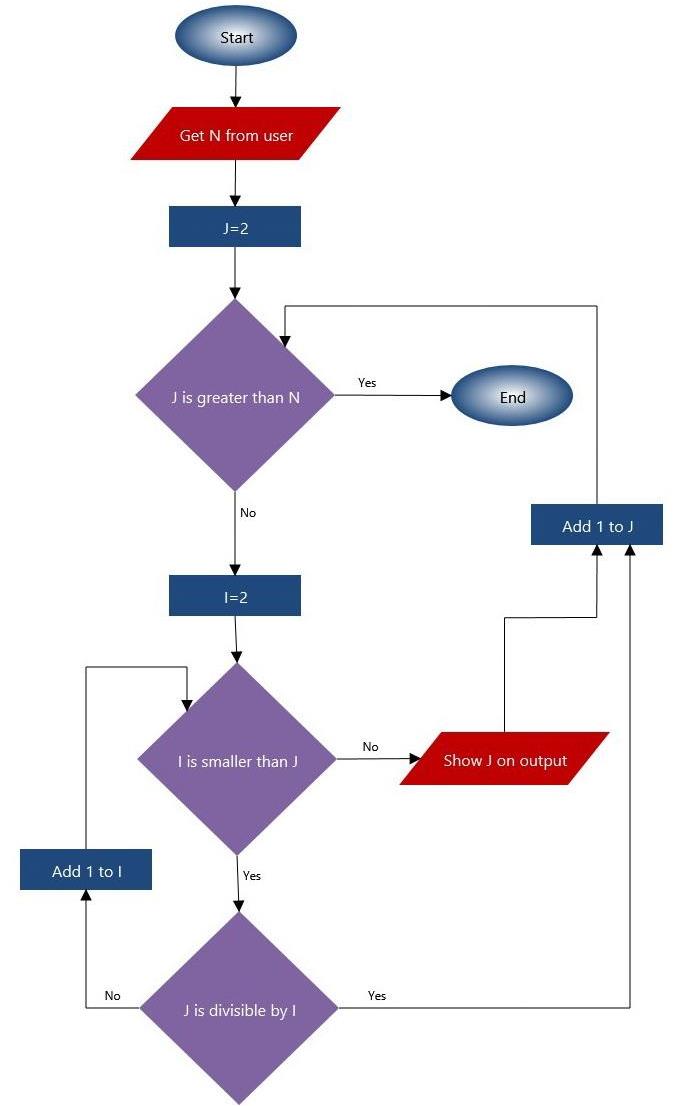 Start
Get N from user
J=2
J is greater than N
Yes
End
No
Add 1 to J
I=2
I is smaller than J
No
Show J on output
Yes
Add 1 to I
J is divisible by I
No
Yes